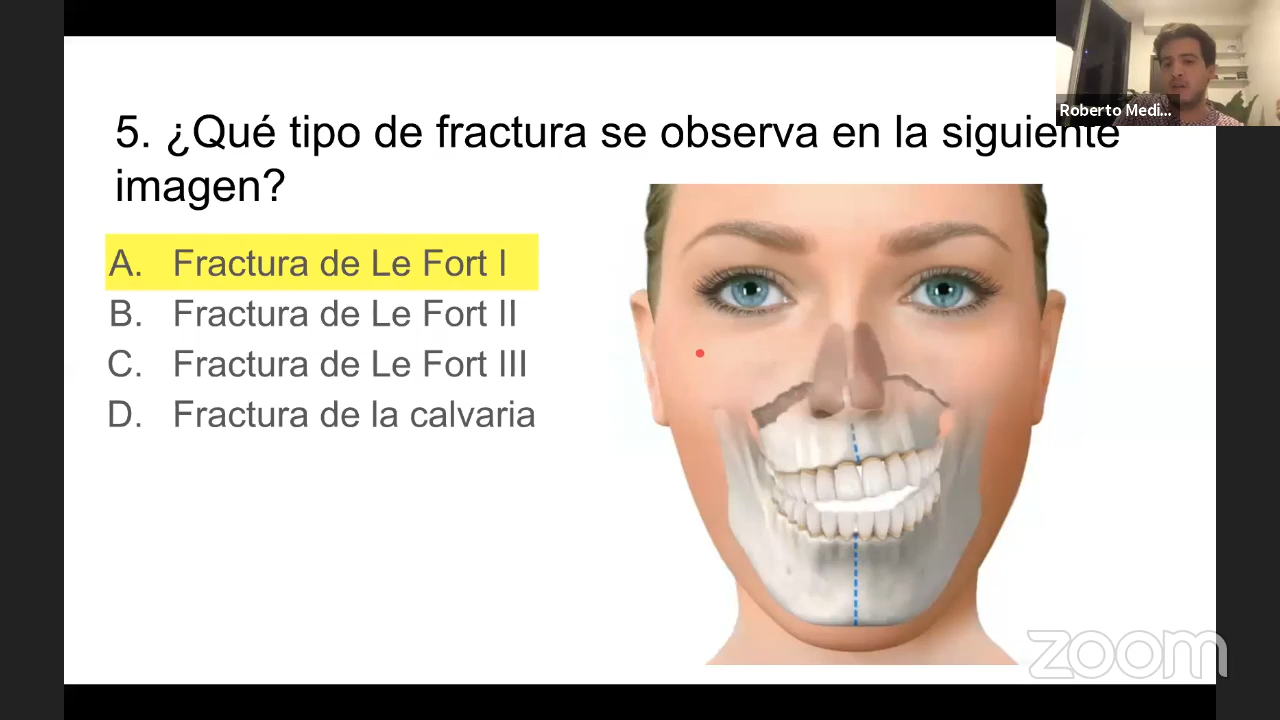 5. ¿Qué tipo de fractura se observa en la siguiente
imagen?
A. Fractura de Le Fort I
B. Fractura de Le Fort II
C. Fractura de Le Fort III
D. Fractura de la calvaria
Roberto Medi...
zoom